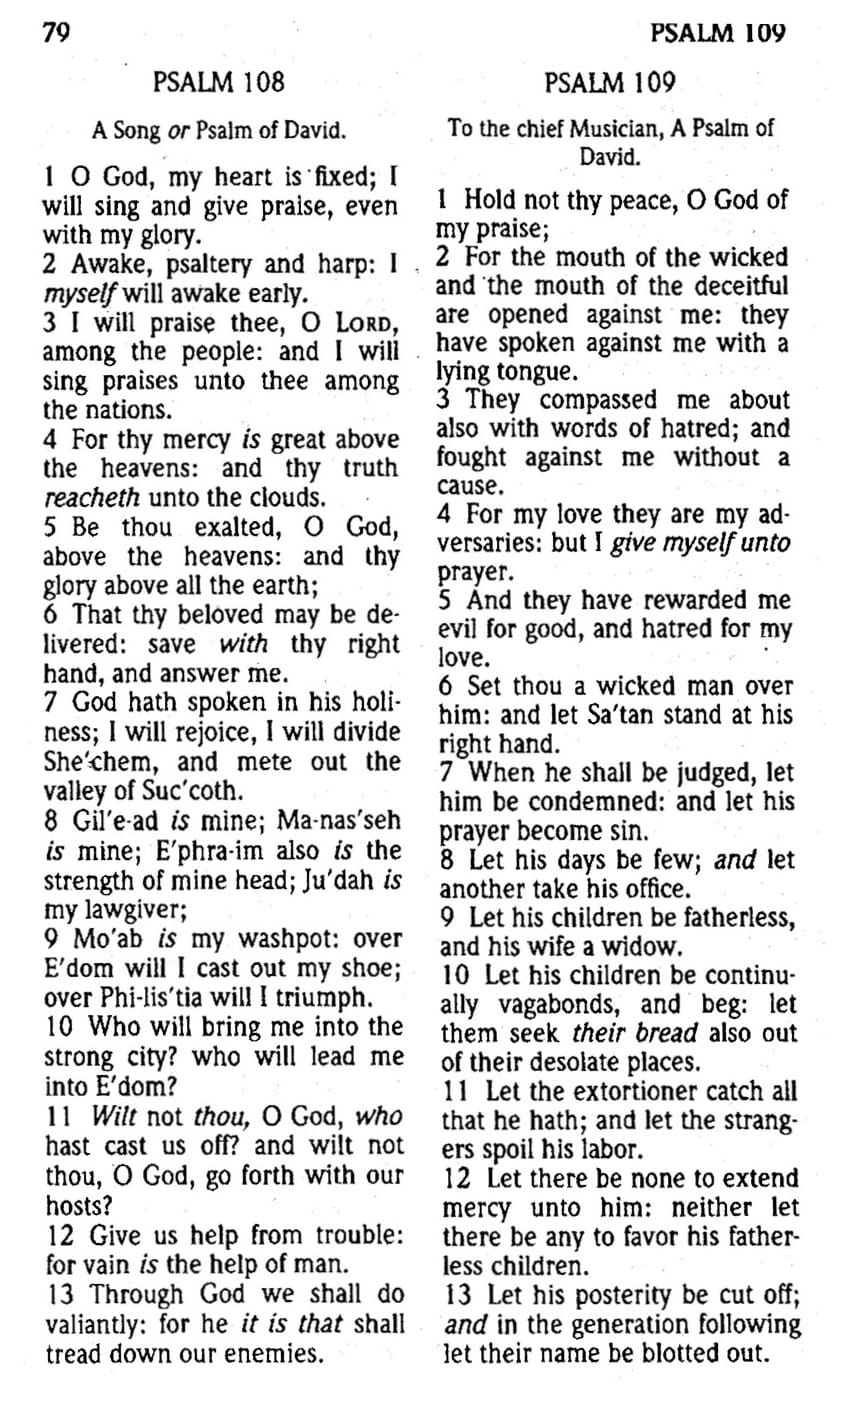 79
PSALM 109
PSALM 108
A Song or Psalm of David.
1 O God, my heart is fixed; I
will sing and give praise, even
with my glory.
2 Awake, psaltery and harp: I
myself will awake early.
3 I will praise thee, O LORD,
among the people: and I will
sing praises unto thee among
the nations.
4 For thy mercy is great above
the heavens: and thy truth
reacheth unto the clouds.
5 Be thou exalted, O God,
above the heavens: and thy
glory above all the earth;
6 That thy beloved may be de-
livered: save with thy right
hand, and answer me.
7 God hath spoken in his holi-
ness; I will rejoice, I will divide
She'chem, and mete out the
valley of Suc'coth.
8 Gil'e-ad is mine; Ma-nas'seh
is mine; E'phra-im also is the
strength of mine head; Ju'dah is
my lawgiver;
9 Mo'ab is my washpot: over
E'dom will I cast out my shoe;
over Phi-lis'tia will I triumph.
10 Who will bring me into the
strong city? who will lead me
into E'dom?
11 Wilt not thou, O God, who
hast cast us off? and wilt not
thou, O God, go forth with our
hosts?
12 Give us help from trouble:
for vain is the help of man.
13 Through God we shall do
valiantly: for he it is that shall
tread down our enemies.
PSALM 109
To the chief Musician, A Psalm of
David.
1 Hold not thy peace, O God of
my praise;
2 For the mouth of the wicked
and the mouth of the deceitful
are opened against me: they
have spoken against me with a
lying tongue.
3 They compassed me about
also with words of hatred; and
fought against me without a
cause.
4 For my love they are my ad-
versaries: but I give myself unto
prayer.
5 And they have rewarded me
evil for good, and hatred for my
love.
6 Set thou a wicked man over
him: and let Sa'tan stand at his
right hand.
7 When he shall be judged, let
him be condemned: and let his
prayer become sin.
8 Let his days be few; and let
another take his office.
9 Let his children be fatherless,
and his wife a widow.
10 Let his children be continu-
ally vagabonds, and beg: let
them seek their bread also out
of their desolate places.
11 Let the extortioner catch all
that he hath; and let the strang-
ers spoil his labor.
12 Let there be none to extend
mercy unto him: neither let
there be any to favor his father-
less children.
13 Let his posterity be cut off;
and in the generation following
let their name be blotted out.